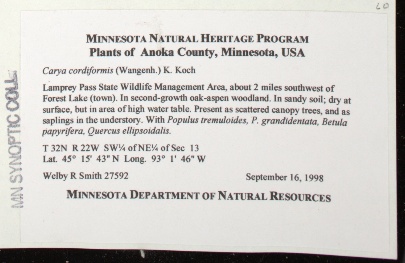 MINNESOTA NATURAL HERITAGE PROGRAM
Plants of Anoka County, Minnesota, USA
Carya cordiformis (Wangenh.) K. Koch
Lamprey Pass State Wildlife Management Area, about 2 miles southwest of
Forest Lake (town). In second-growth oak-aspen woodland. In sandy soil; dry at
surface, but in area of high water table. Present as scattered canopy trees, and as
saplings in the understory. With Populus tremuloides, P. grandidentata, Betula
papyrifera, Quercus ellipsoidalis.
T 32N R 22W SW¼ of NE¼ of Sec 13
Lat. 45° 15' 43" N Long. 93° 1' 46" W
Welby R Smith 27592 September 16, 1998
MINNESOTA DEPARTMENT OF NATURAL RESOURCES
MN SYNOPTIC COLL.